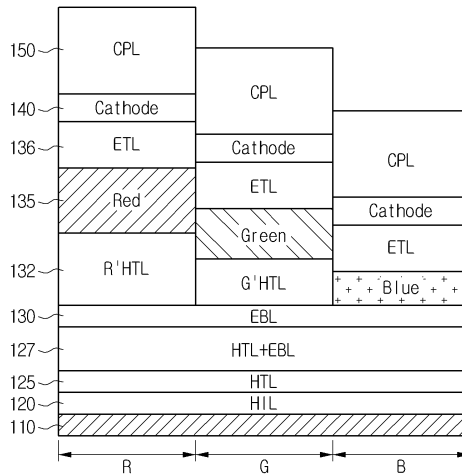 150
CPL
CPL
140
Cathode
CPL
136
ETL
Cathode
ETL
135
Red
Cathode
Green
ETL
132
R'HTL
G'HTL
Blue
130
EBL
127
HTL+EBL
125
HTL
120
HIL
110
R
G
B